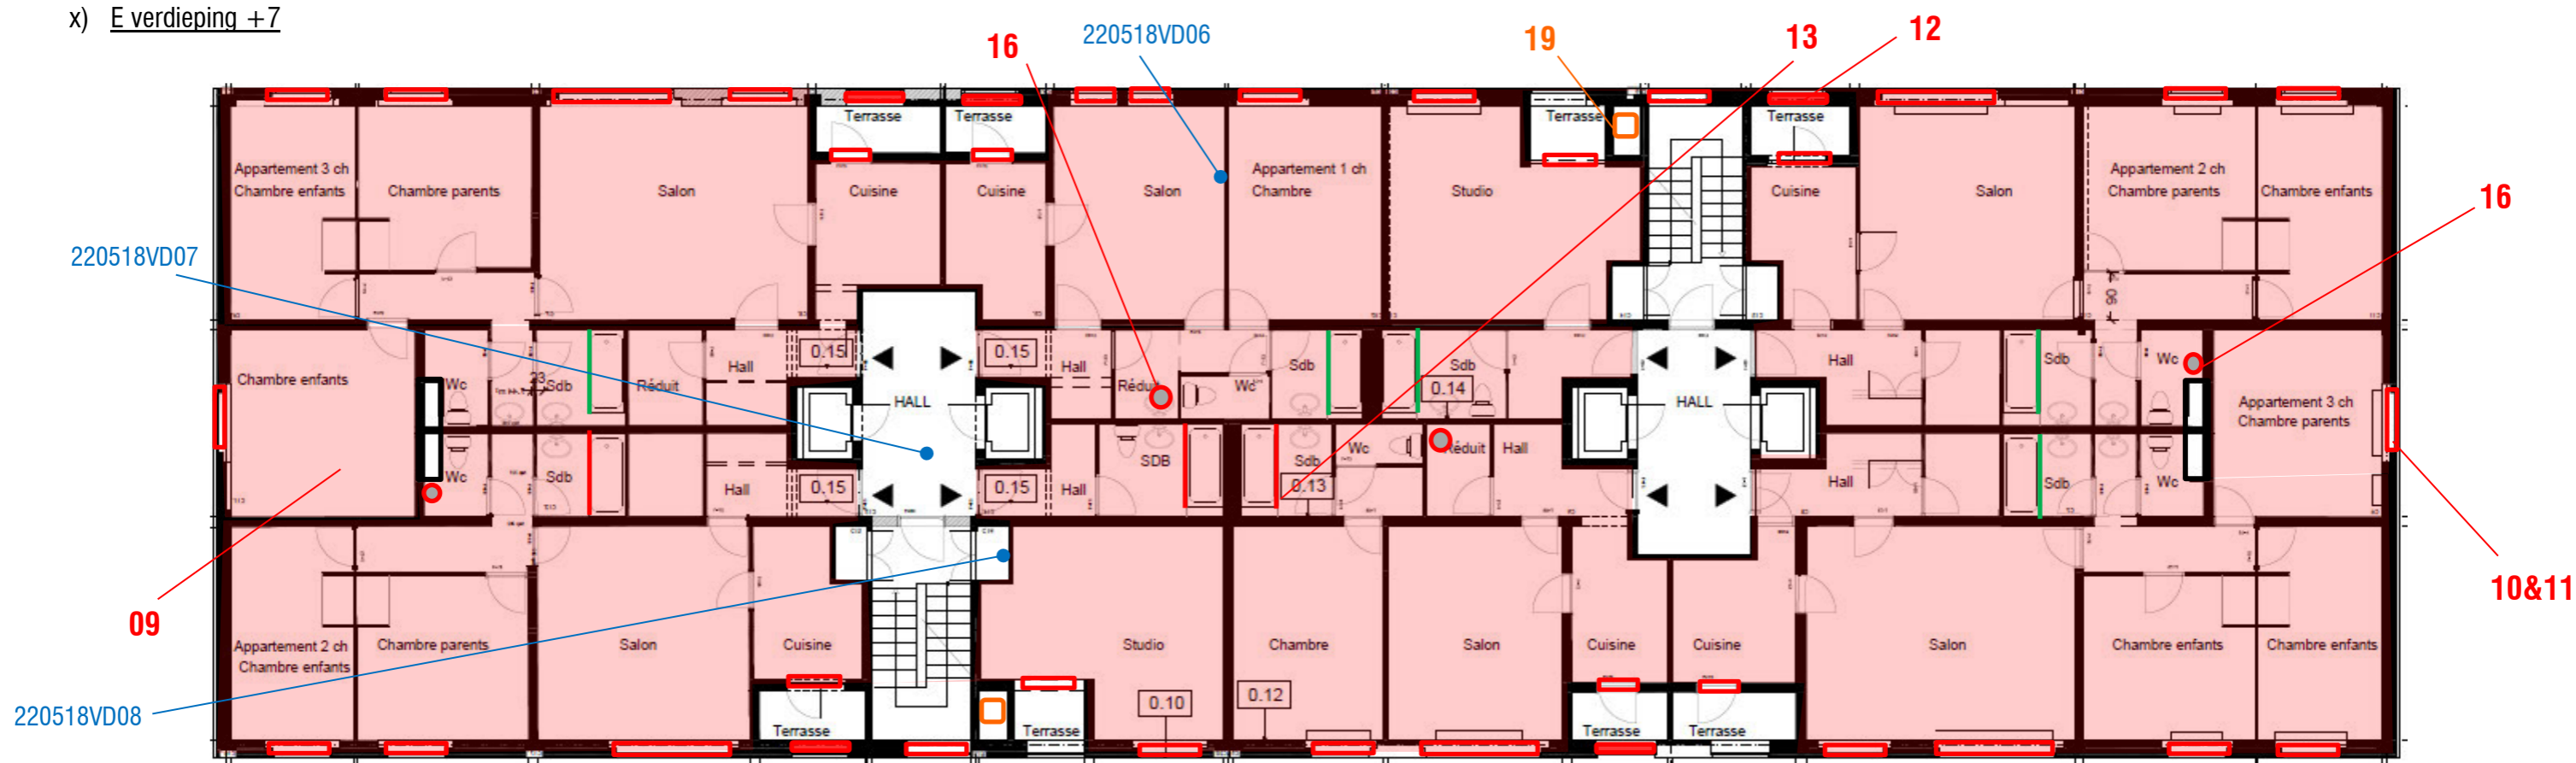 x) E verdieping +7
16
220518VD06
19
13
12
Terrasse
Terrasse
Terrasse
Terrasse
Appartement 3 ch
Chambre enfants
Chambre parents
Salon
Cuisine
Cuisine
Salon
Appartement 1 ch
Chambre
Studio
Cuisine
Salon
Appartement 2 ch
Chambre parents
Chambre enfants
16
220518VD07
90
Chambre enfants
Wc
23
Sdb
Réduit
Hall
0.15
0.15
Hall
Réduit
Wc
Sdb
Sdb
0.14
Hall
Sdb
Wc
HALL
HALL
Appartement 3 ch
Chambre parents
Wc
Sdb
Hall
0.15
0.15
Hall
SDB
Sdb
0.13
Wc
Réduit
Hall
Hall
Sdb
Wc
09
10&11
220518VD08
Appartement 2 ch
Chambre enfants
Chambre parents
Salon
Cuisine
Studio
Chambre
Salon
Cuisine
Cuisine
Salon
Chambre enfants
Chambre enfants
0.10
0.12
Terrasse
Terrasse
Terrasse
Terrasse